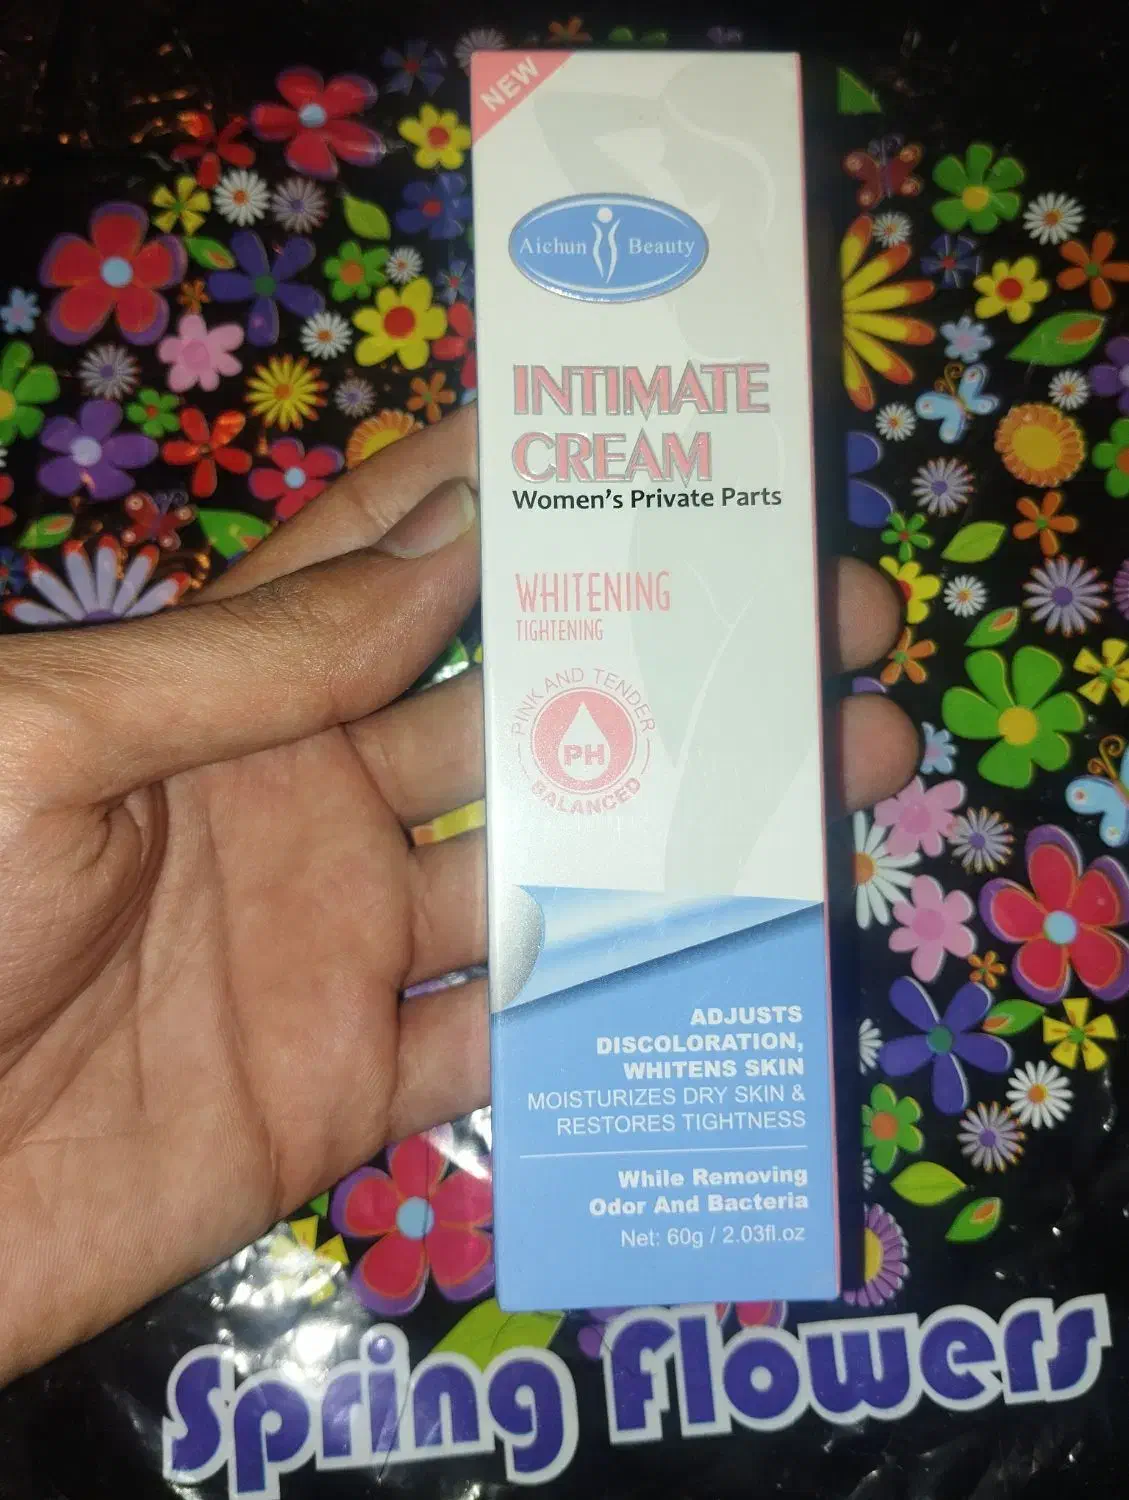 NEW
Aichun Beauty
INTIMATE
CREAM
Women's Private Parts
WHITENING
TIGHTENING
PINK AND TENDER
PH
BALANCED
ADJUSTS
DISCOLORATION,
WHITENS SKIN
MOISTURIZES DRY SKIN &
RESTORES TIGHTNESS
While Removing
Odor And Bacteria
Net: 60g / 2.03fl.oz
Spring Flowers